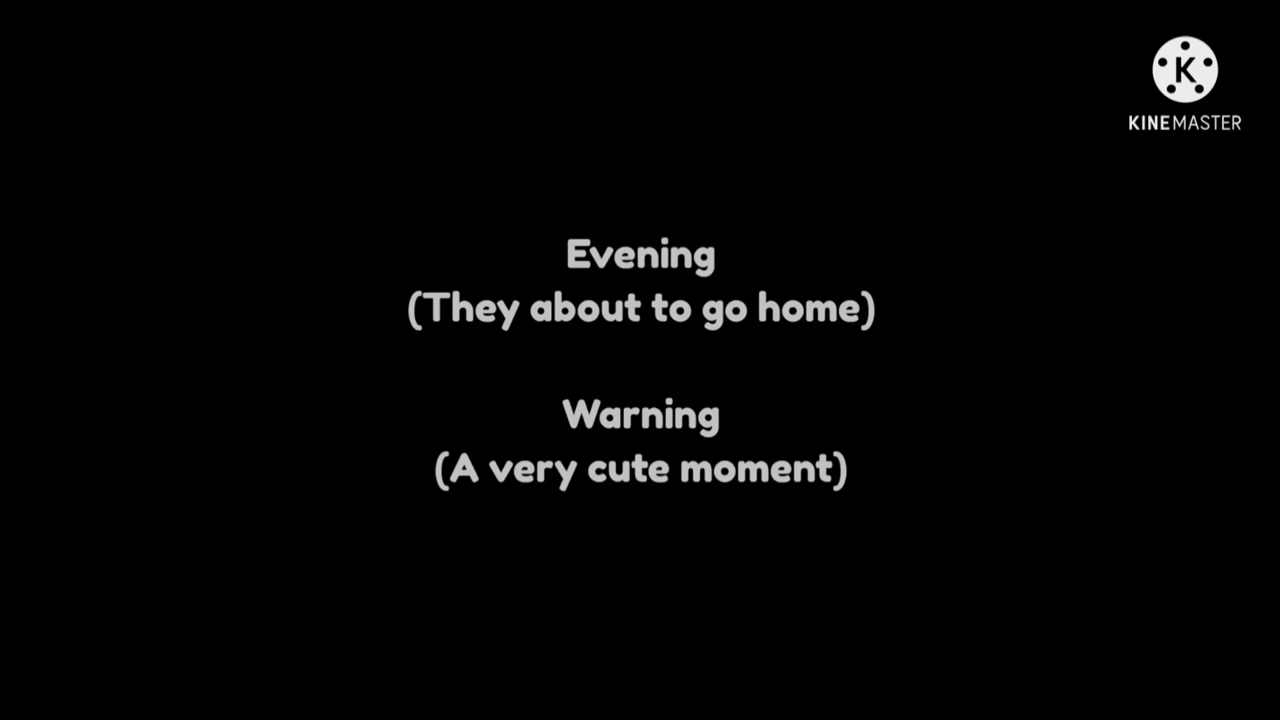 K
KINEMASTER
Evening
(They about to go home)
Warning
(A very cute moment)